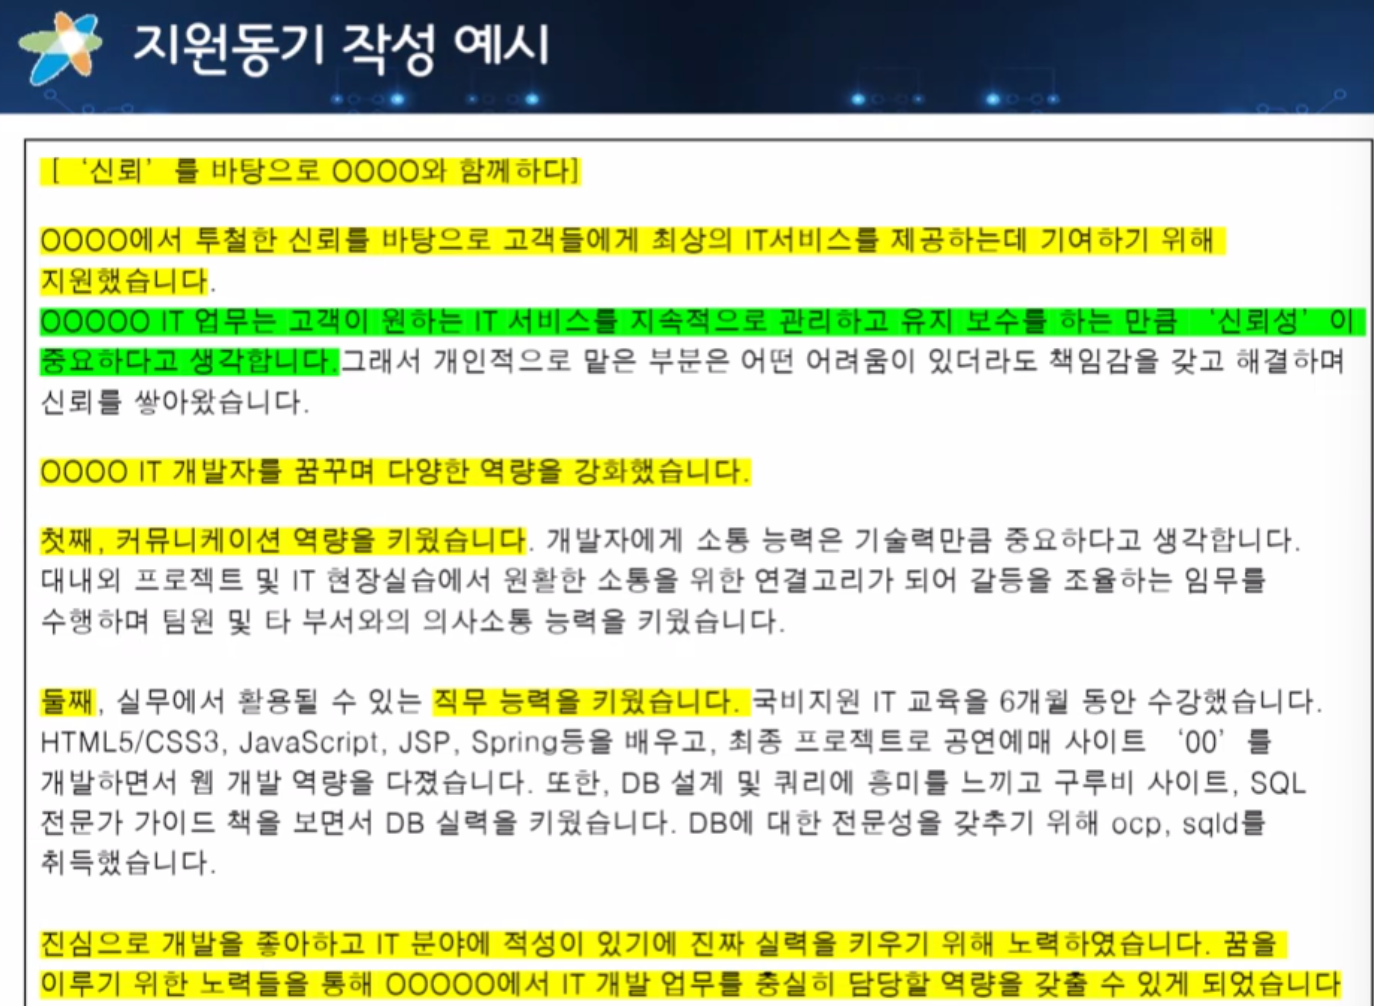 지원동기 작성 예시
[ ‘신뢰’ 를 바탕으로 OOOO와 함께하다]
OOOO에서 투철한 신뢰를 바탕으로 고객들에게 최상의 IT서비스를 제공하는데 기여하기 위해
지원했습니다.
OOOOO IT 업무는 고객이 원하는 IT 서비스를 지속적으로 관리하고 유지 보수를 하는 만큼 ‘신뢰성’ 이
중요하다고 생각합니다.그래서 개인적으로 맡은 부분은 어떤 어려움이 있더라도 책임감을 갖고 해결하며
신뢰를 쌓아왔습니다.
OOOO IT 개발자를 꿈꾸며 다양한 역량을 강화했습니다.
첫째, 커뮤니케이션 역량을 키웠습니다. 개발자에게 소통 능력은 기술력만큼 중요하다고 생각합니다.
대내외 프로젝트 및 IT 현장실습에서 원활한 소통을 위한 연결고리가 되어 갈등을 조율하는 임무를
수행하며 팀원 및 타 부서와의 의사소통 능력을 키웠습니다.
둘째, 실무에서 활용될 수 있는 직무 능력을 키웠습니다. 국비지원 IT 교육을 6개월 동안 수강했습니다.
HTML5/CSS3, JavaScript, JSP, Spring등을 배우고, 최종 프로젝트로 공연예매 사이트 ‘00’ 를
개발하면서 웹 개발 역량을 다졌습니다. 또한, DB 설계 및 쿼리에 흥미를 느끼고 구루비 사이트, SQL
전문가 가이드 책을 보면서 DB 실력을 키웠습니다. DB에 대한 전문성을 갖추기 위해 ocp, sqld를
취득했습니다.
진심으로 개발을 좋아하고 IT 분야에 적성이 있기에 진짜 실력을 키우기 위해 노력하였습니다. 꿈을
이루기 위한 노력들을 통해 OOOOO에서 IT 개발 업무를 충실히 담당할 역량을 갖출 수 있게 되었습니다